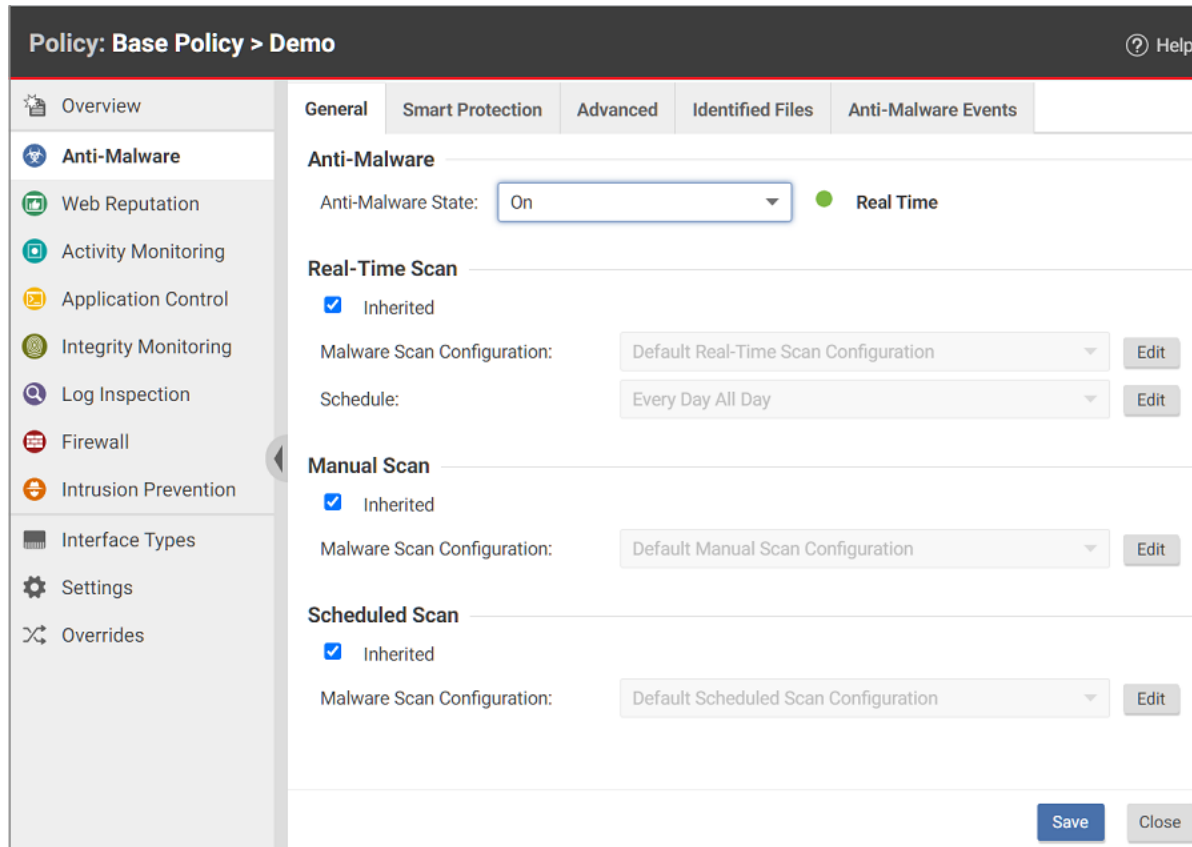 Policy: Base Policy > Demo
Help
Overview
Anti-Malware
Web Reputation
Activity Monitoring
Application Control
Integrity Monitoring
Log Inspection
Firewall
Intrusion Prevention
Interface Types
Settings
Overrides
General Smart Protection Advanced Identified Files Anti-Malware Events
Anti-Malware
Anti-Malware State: On Real Time
Real-Time Scan
Inherited
Malware Scan Configuration: Default Real-Time Scan Configuration Edit
Schedule: Every Day All Day Edit
Manual Scan
Inherited
Malware Scan Configuration: Default Manual Scan Configuration Edit
Scheduled Scan
Inherited
Malware Scan Configuration: Default Scheduled Scan Configuration Edit
Save Close